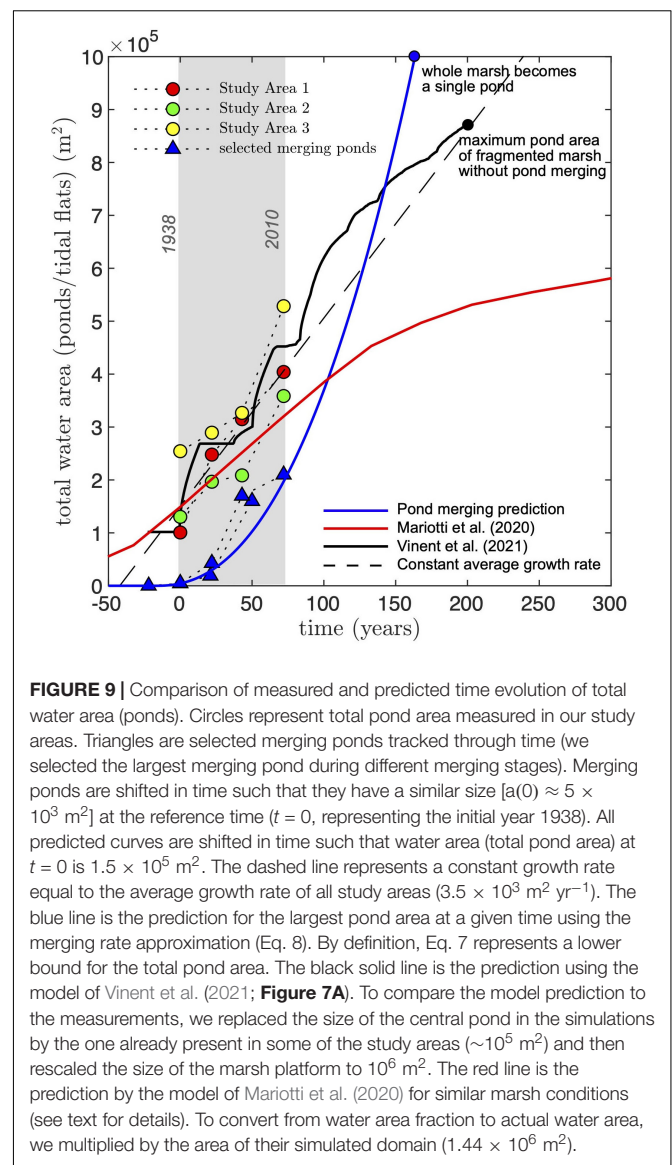 × 10⁵
10
9
8
7
6
5
4
3
2
1
0
total water area (ponds/tidal flats) (m²)
Study Area 1
Study Area 2
Study Area 3
selected merging ponds
1938
2010
whole marsh becomes
a single pond
maximum pond area
of fragmented marsh
without pond merging
Pond merging prediction
Mariotti et al. (2020)
Vinent et al. (2021)
Constant average growth rate
-50 0 50 100 150 200 250 300
time (years)
FIGURE 9 | Comparison of measured and predicted time evolution of total
water area (ponds). Circles represent total pond area measured in our study
areas. Triangles are selected merging ponds tracked through time (we
selected the largest merging pond during different merging stages). Merging
ponds are shifted in time such that they have a similar size [a(0) ≈ 5 ×
10³ m²] at the reference time (t = 0, representing the initial year 1938). All
predicted curves are shifted in time such that water area (total pond area) at
t = 0 is 1.5 × 10⁵ m². The dashed line represents a constant growth rate
equal to the average growth rate of all study areas (3.5 × 10³ m² yr⁻¹). The
blue line is the prediction for the largest pond area at a given time using the
merging rate approximation (Eq. 8). By definition, Eq. 7 represents a lower
bound for the total pond area. The black solid line is the prediction using the
model of Vinent et al. (2021; Figure 7A). To compare the model prediction to
the measurements, we replaced the size of the central pond in the simulations
by the one already present in some of the study areas (~10⁵ m²) and then
rescaled the size of the marsh platform to 10⁶ m². The red line is the
prediction by the model of Mariotti et al. (2020) for similar marsh conditions
(see text for details). To convert from water area fraction to actual water area,
we multiplied by the area of their simulated domain (1.44 × 10⁶ m²).